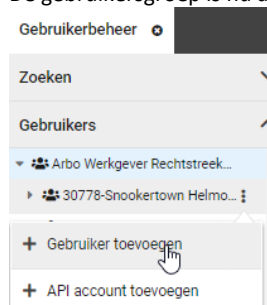 De gebruikersgroep is nu
Gebruikerbeheer
Zoeken
Gebruikers
Arbo Werkgever Rechtstreek...
30778-Snookertown Helmo...
Gebruiker toevoegen
API account toevoegen